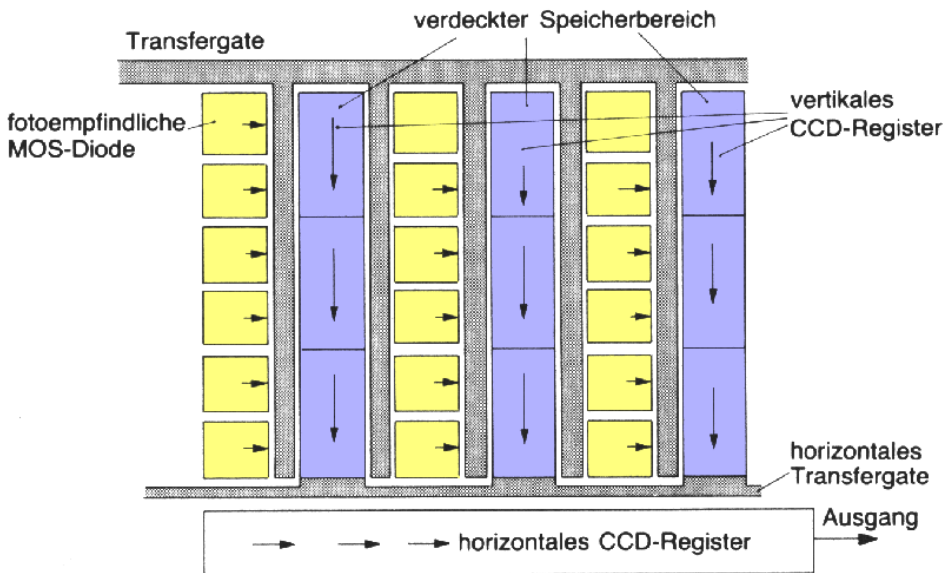 verdeckter Speicherbereich
Transfergate
fotoempfindliche
MOS-Diode
vertikales
CCD-Register
horizontales
Transfergate
Ausgang
horizontales CCD-Register